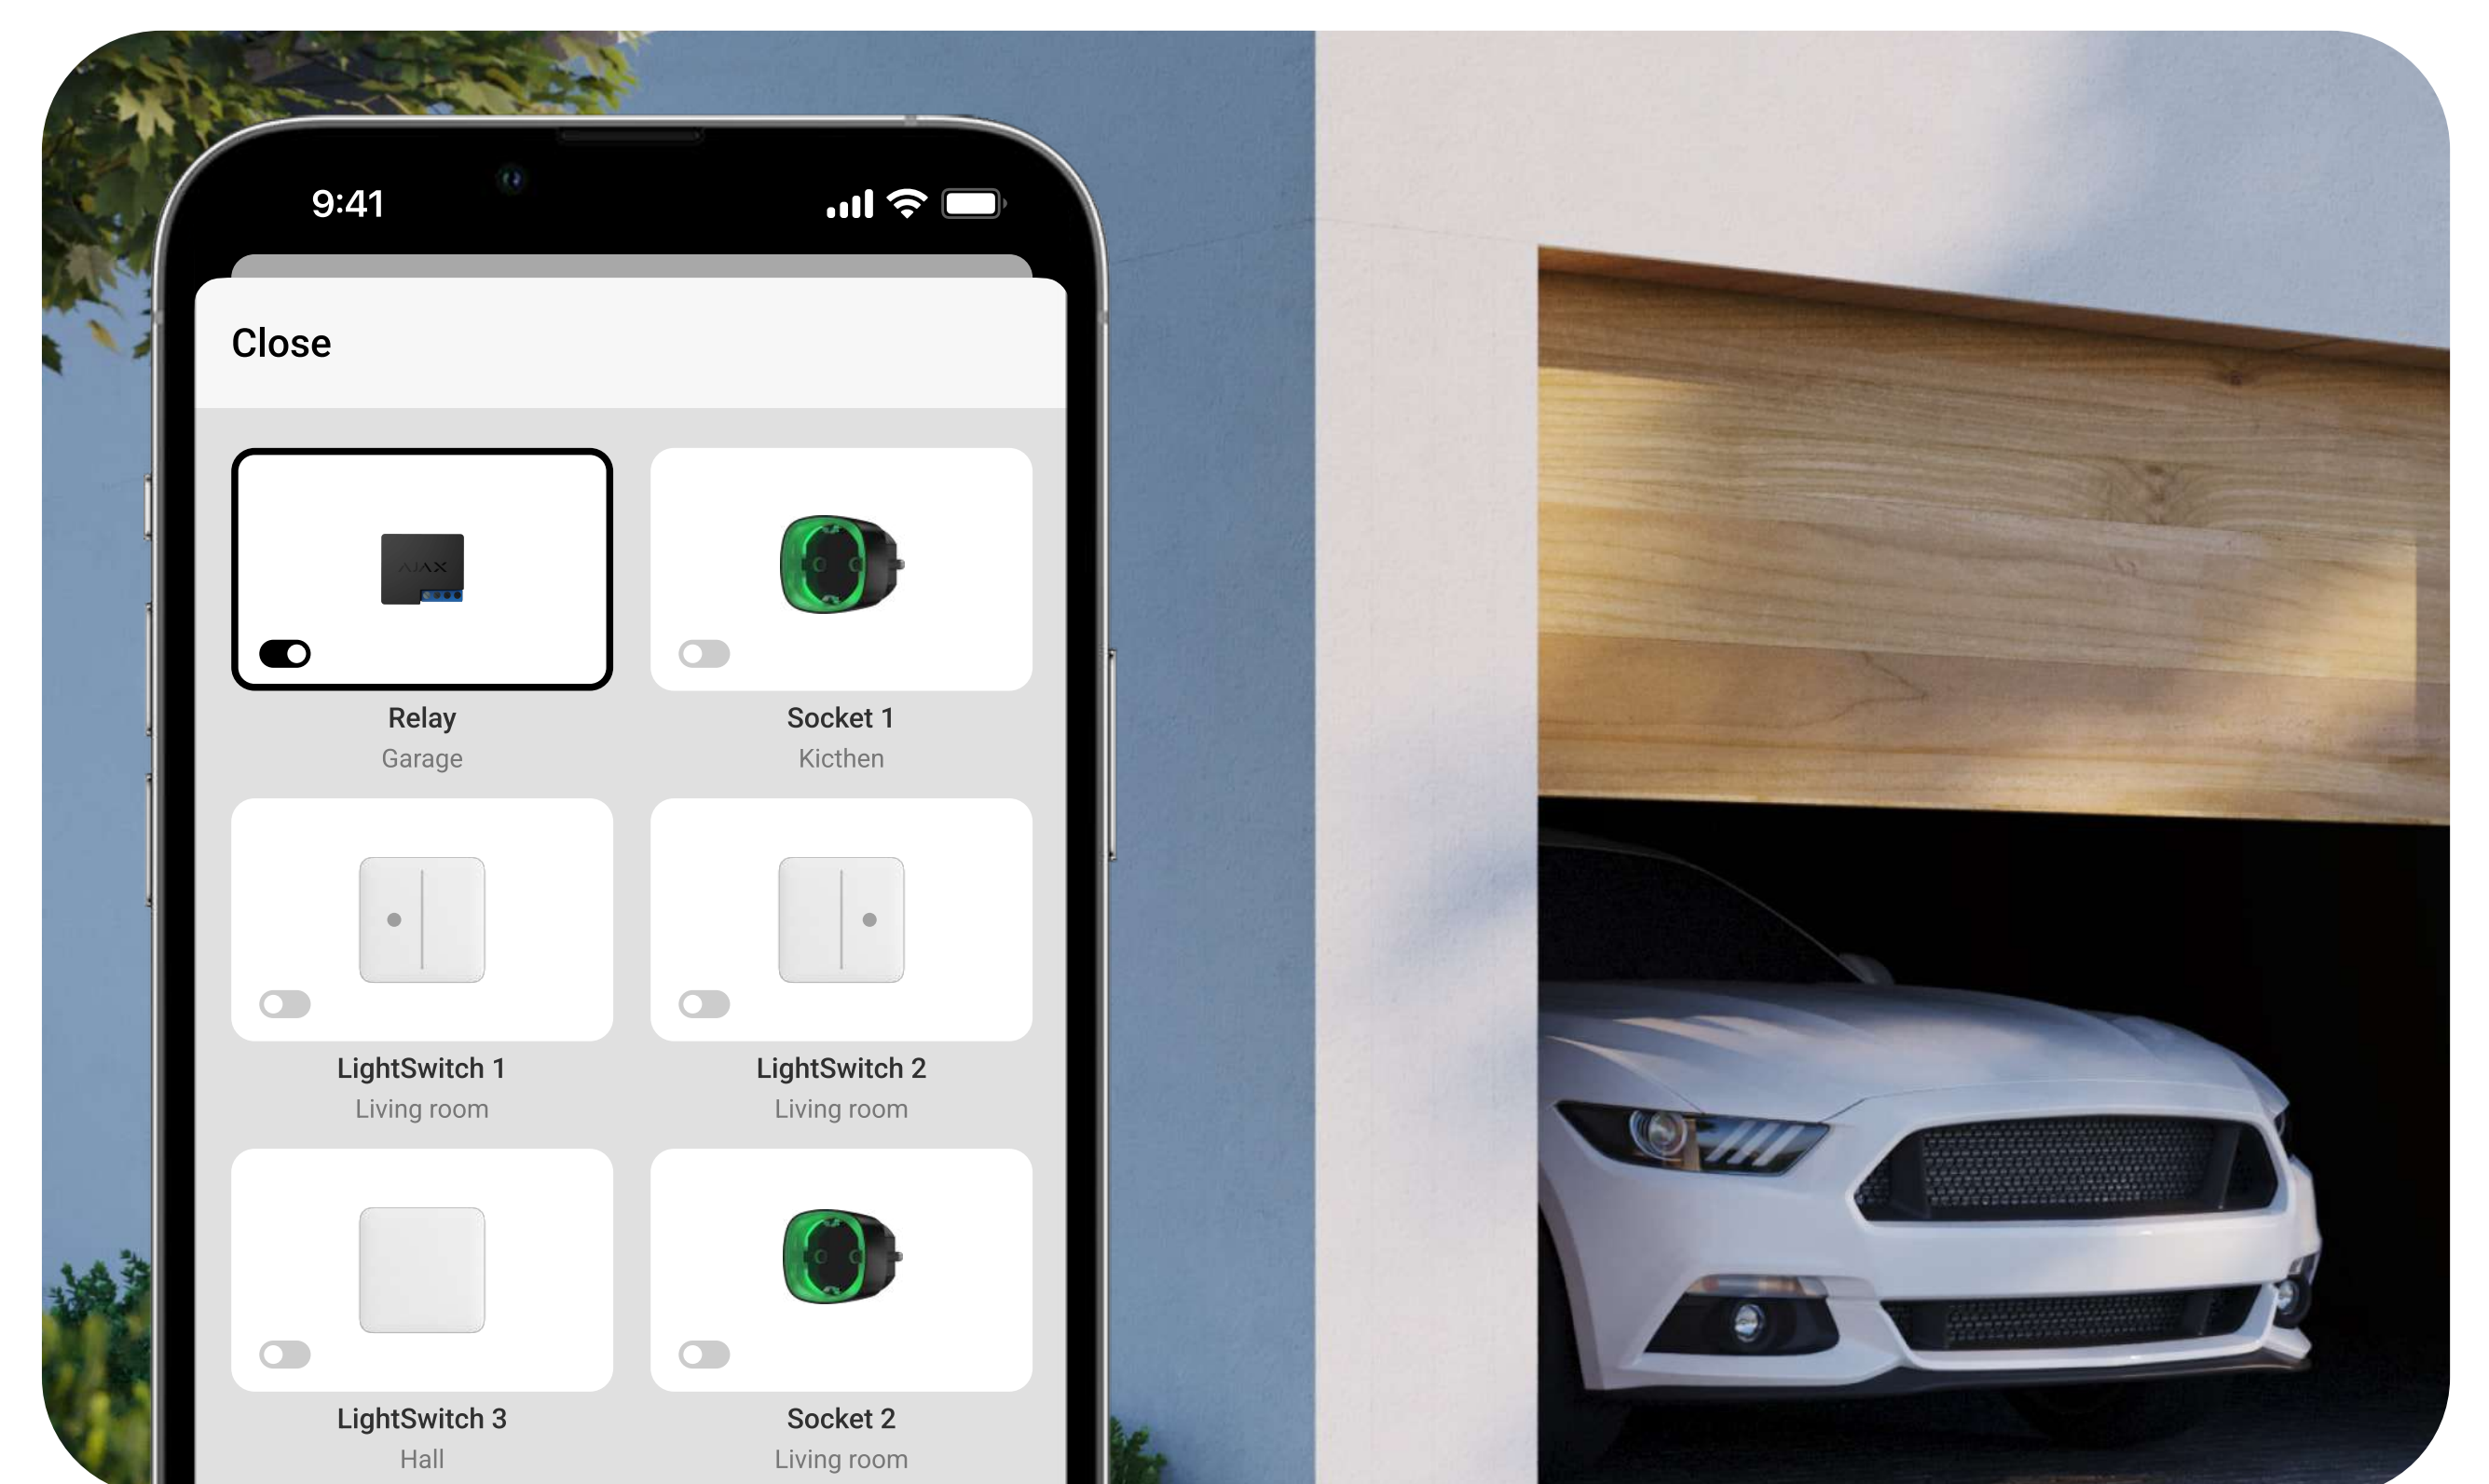 9:41
Close
AJAX
Relay
Garage
Socket 1
Kicthen
LightSwitch 1
Living room
LightSwitch 2
Living room
LightSwitch 3
Hall
Socket 2
Living room